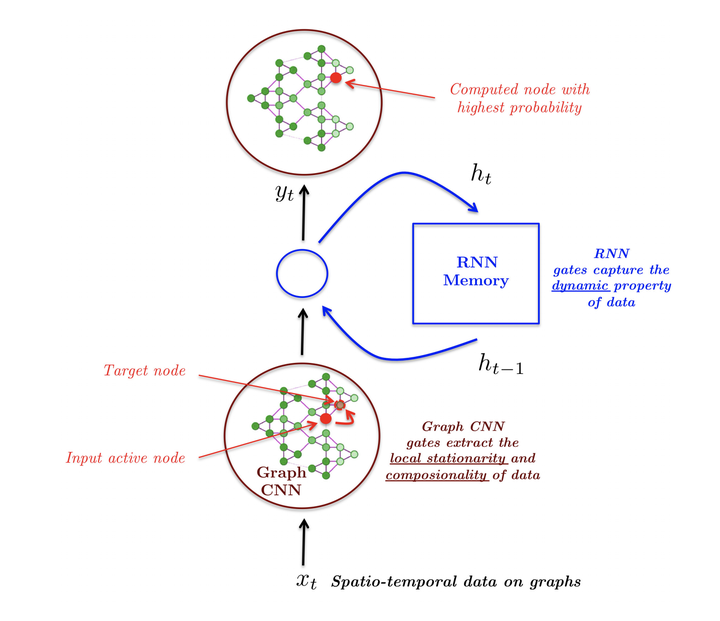 Computed node with
highest probability
h_t
y_t
RNN
Memory
RNN
gates capture the
dynamic property
of data
h_{t-1}
Target node
Input active node
Graph
CNN
Graph CNN
gates extract the
local stationarity and
composionality of data
x_t Spatio-temporal data on graphs